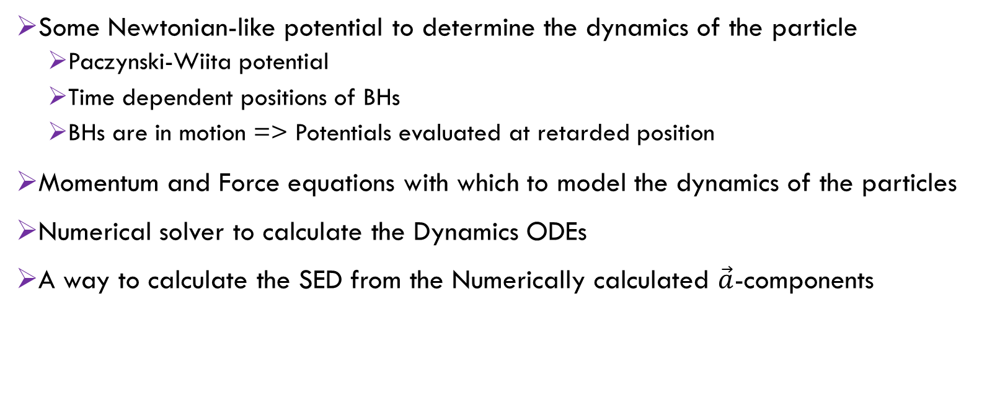 ➢Some Newtonian-like potential to determine the dynamics of the particle
➢Paczynski-Wiita potential
➢Time dependent positions of BHs
➢BHs are in motion => Potentials evaluated at retarded position
➢Momentum and Force equations with which to model the dynamics of the particles
➢Numerical solver to calculate the Dynamics ODEs
➢A way to calculate the SED from the Numerically calculated a⃗-components